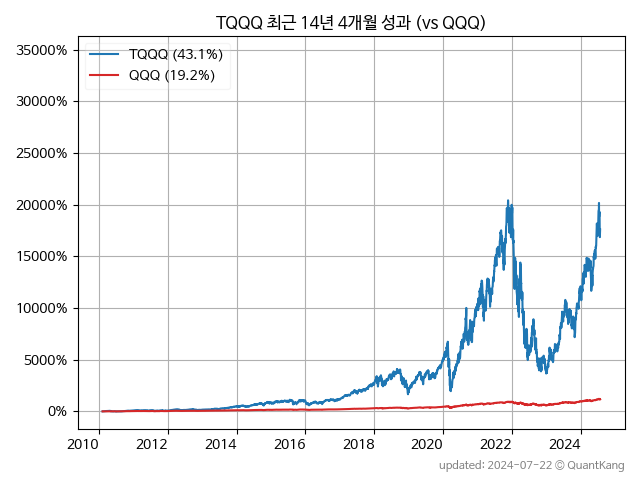 TQQQ 최근 14년 4개월 성과 (vs QQQ)
35000%
TQQQ (43.1%)
QQQ (19.2%)
30000%
25000%
20000%
15000%
10000%
5000%
0%
2010 2012 2014 2016 2018 2020 2022 2024
updated: 2024-07-22 © QuantKang